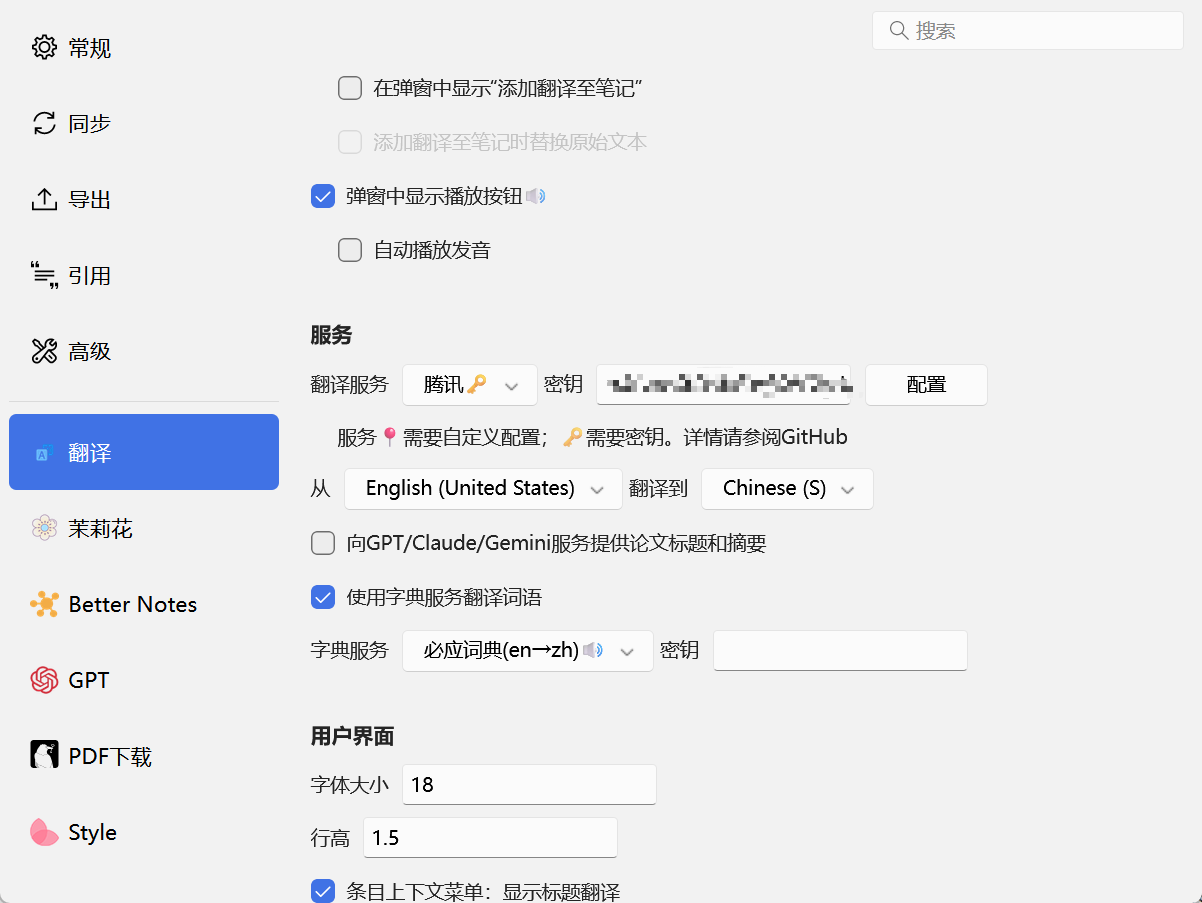 搜索
常规
同步
导出
引用
高级
翻译
茉莉花
Better Notes
GPT
PDF下载
Style
在弹窗中显示“添加翻译至笔记”
添加翻译至笔记时替换原始文本
弹窗中显示播放按钮🔊
自动播放发音
服务
翻译服务 腾讯🔑 密钥 配置
服务📍需要自定义配置；🔑需要密钥。详情请参阅GitHub
从 English (United States) 翻译到 Chinese (S)
向GPT/Claude/Gemini服务提供论文标题和摘要
使用字典服务翻译词语
字典服务 必应词典(en→zh)🔊 密钥
用户界面
字体大小 18
行高 1.5
条目上下文菜单：显示标题翻译